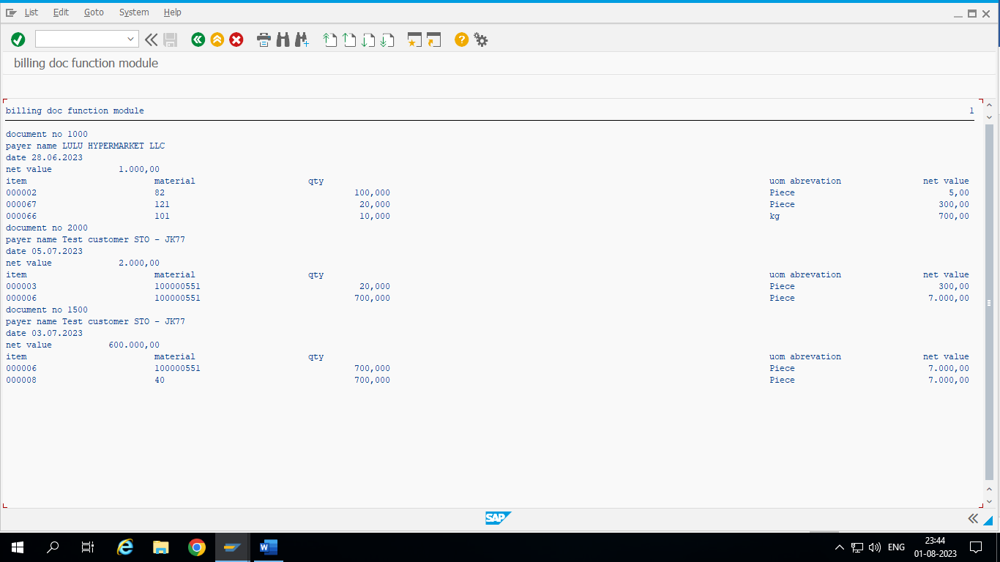 List Edit Goto System Help
billing doc function module
billing doc function module 1
document no 1000
payer name LULU HYPERMARKET LLC
date 28.06.2023
net value 1.000,00
item material qty uom abrevation net value
000002 82 100,000 Piece 5,00
000067 121 20,000 Piece 300,00
000066 101 10,000 kg 700,00
document no 2000
payer name Test customer STO - JK77
date 05.07.2023
net value 2.000,00
item material qty uom abrevation net value
000003 100000551 20,000 Piece 300,00
000006 100000551 700,000 Piece 7.000,00
document no 1500
payer name Test customer STO - JK77
date 03.07.2023
net value 600.000,00
item material qty uom abrevation net value
000006 100000551 700,000 Piece 7.000,00
000008 40 700,000 Piece 7.000,00
SAP
W ENG 23:44
01-08-2023